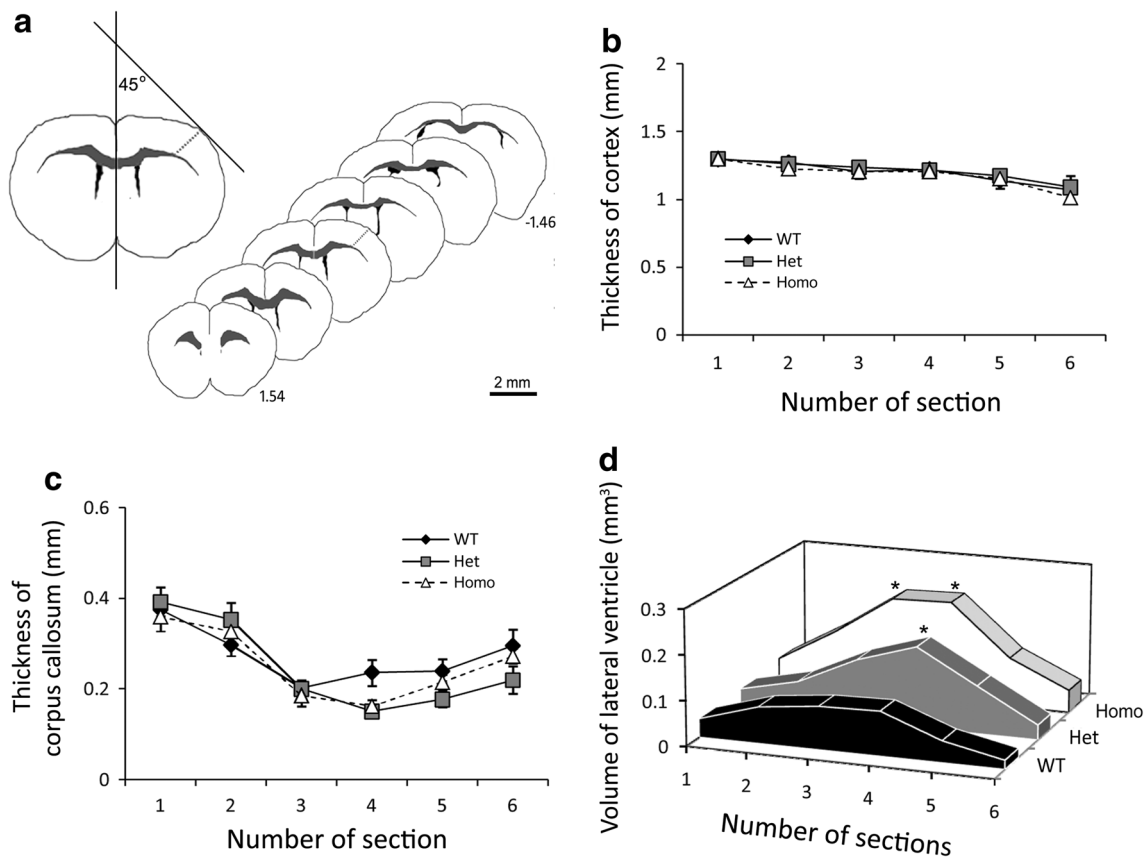 a
45°
-1.46
1.54
2 mm
b
Thickness of cortex (mm)
2
1.5
1
0.5
0
WT
Het
Homo
1 2 3 4 5 6
Number of section
c
Thickness of
corpus callosum (mm)
0.6
0.4
0.2
0
WT
Het
Homo
1 2 3 4 5 6
Number of section
d
Volume of lateral ventricle (mm³)
0.3
0.2
0.1
0
* *
*
Homo
Het
WT
1 2 3 4 5 6
Number of sections